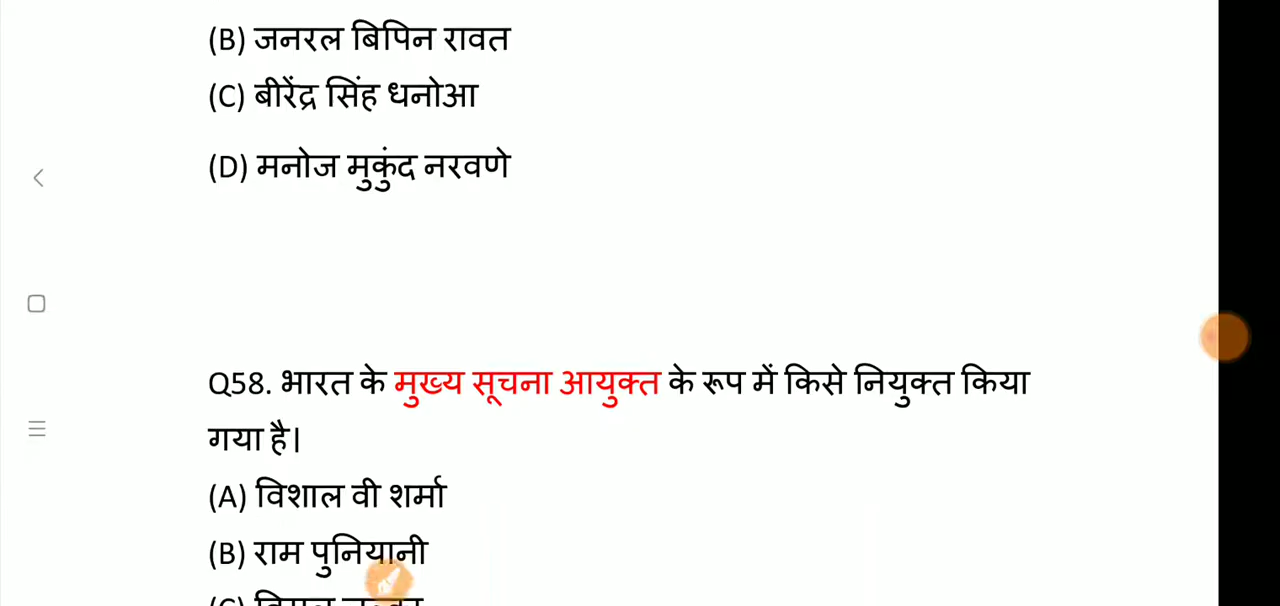 (B) जनरल बिपिन रावत
(C) बीरेंद्र सिंह धनोआ
(D) मनोज मुकुंद नरवणे
Q58. भारत के मुख्य सूचना आयुक्त के रूप में किसे नियुक्त किया
गया है।
(A) विशाल वी शर्मा
(B) राम पुनियानी